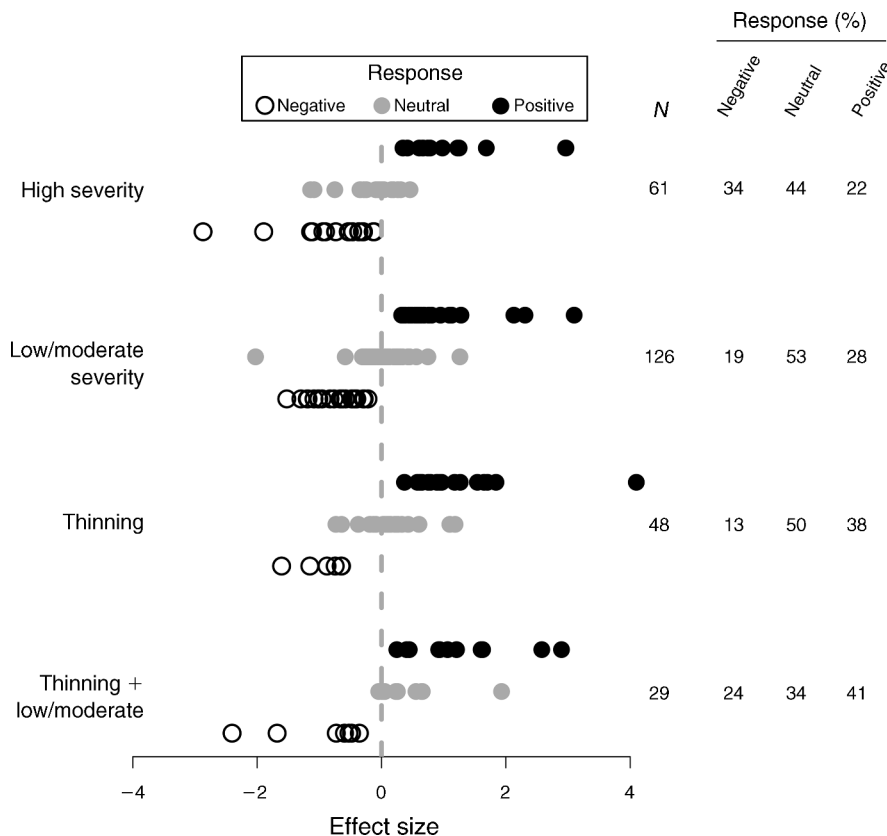 Response (%)
Response
Negative Neutral Positive
N Negative Neutral Positive
High severity 61 34 44 22
Low/moderate
severity
126 19 53 28
Thinning 48 13 50 38
Thinning +
low/moderate
29 24 34 41
−4 −2 0 2 4
Effect size